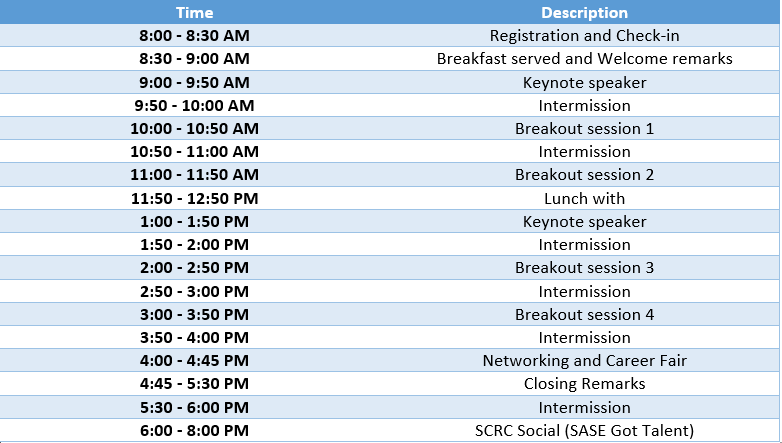 Time Description
8:00 - 8:30 AM Registration and Check-in
8:30 - 9:00 AM Breakfast served and Welcome remarks
9:00 - 9:50 AM Keynote speaker
9:50 - 10:00 AM Intermission
10:00 - 10:50 AM Breakout session 1
10:50 - 11:00 AM Intermission
11:00 - 11:50 AM Breakout session 2
11:50 - 12:50 PM Lunch with
1:00 - 1:50 PM Keynote speaker
1:50 - 2:00 PM Intermission
2:00 - 2:50 PM Breakout session 3
2:50 - 3:00 PM Intermission
3:00 - 3:50 PM Breakout session 4
3:50 - 4:00 PM Intermission
4:00 - 4:45 PM Networking and Career Fair
4:45 - 5:30 PM Closing Remarks
5:30 - 6:00 PM Intermission
6:00 - 8:00 PM SCRC Social (SASE Got Talent)